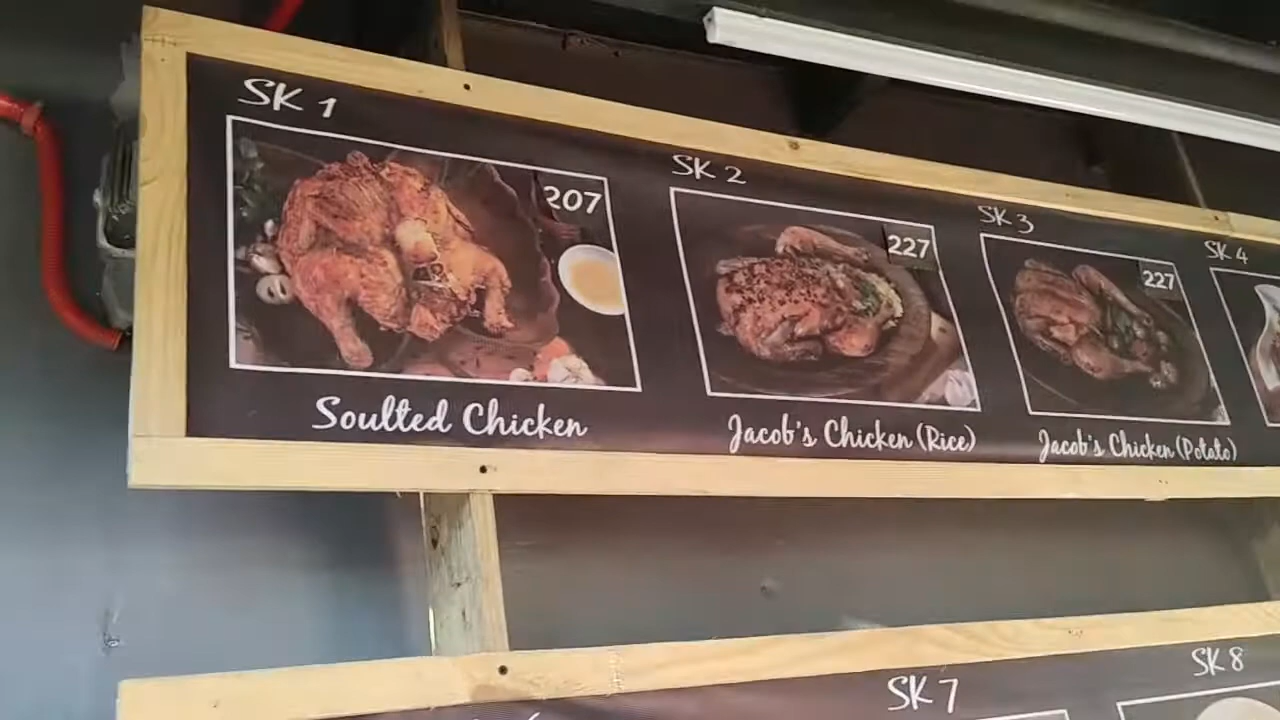 SK 1
207
Soulted Chicken
SK 2
227
Jacob's Chicken (Rice)
SK 3
227
Jacob's Chicken (Potato)
SK 4
SK 7
SK 8